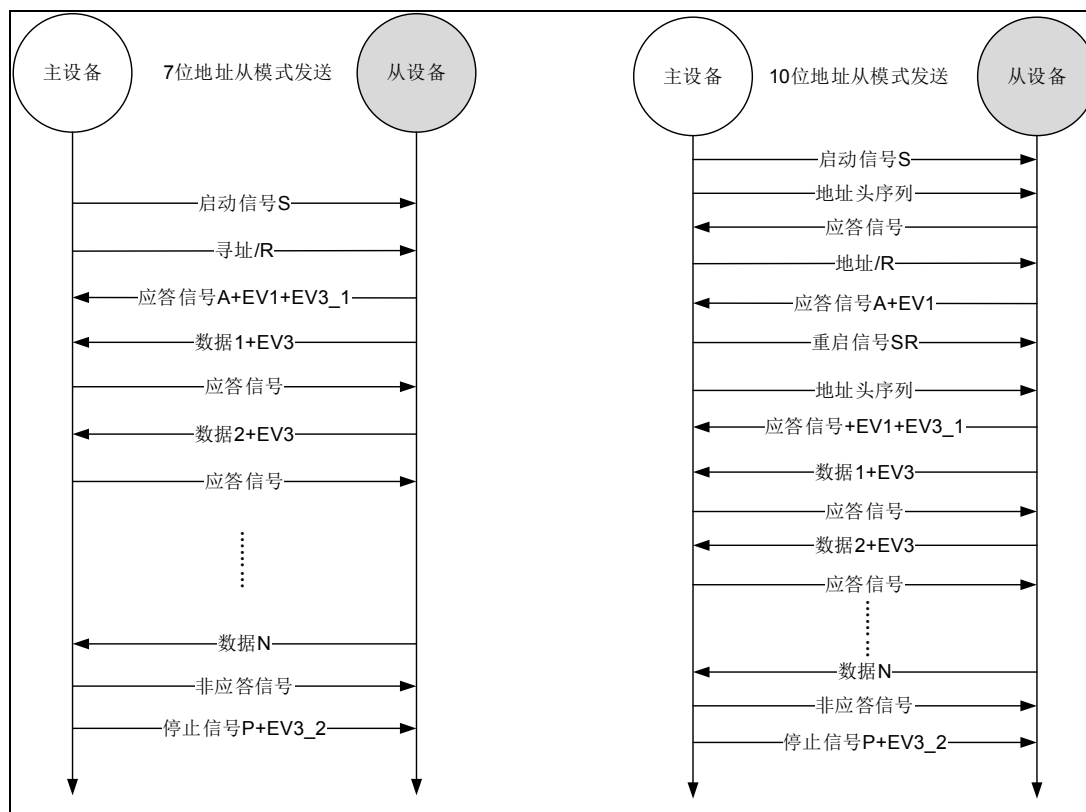 主设备
7位地址从模式发送
从设备
启动信号S
寻址/R
应答信号A+EV1+EV3_1
数据1+EV3
应答信号
数据2+EV3
应答信号
数据N
非应答信号
停止信号P+EV3_2
主设备
10位地址从模式发送
从设备
启动信号S
地址头序列
应答信号
地址/R
应答信号A+EV1
重启信号SR
地址头序列
应答信号+EV1+EV3_1
数据1+EV3
应答信号
数据2+EV3
应答信号
数据N
非应答信号
停止信号P+EV3_2